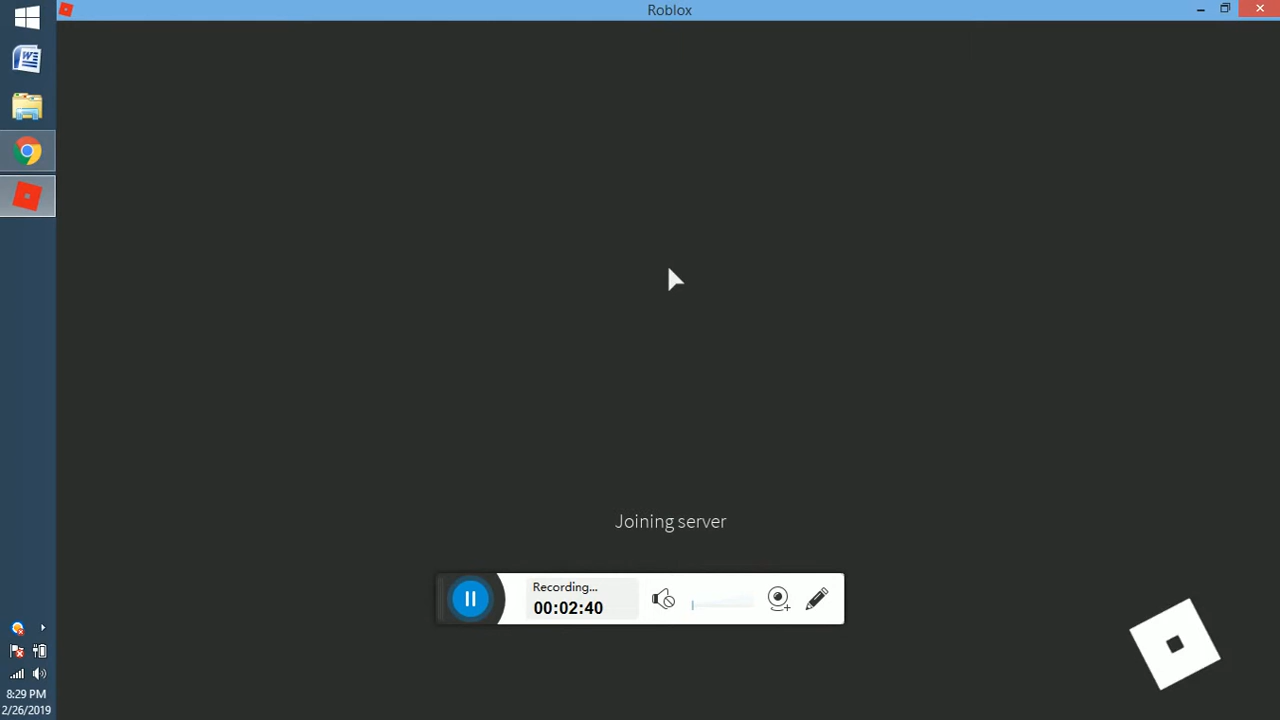 Roblox
Joining server
Recording...
00:02:40
8:29 PM
2/26/2019